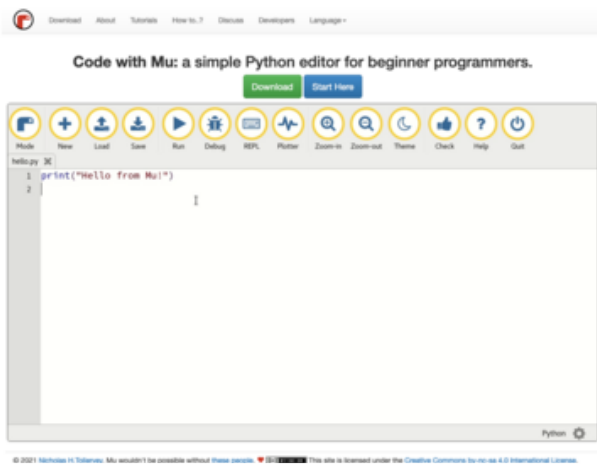 Download About Tutorials How to..? Discuss Developers Language
Code with Mu: a simple Python editor for beginner programmers.
Download Start Here
Mode New Load Save Run Debug REPL Plotter Zoom-in Zoom-out Theme Check Help Quit
hello.py
1 print("Hello from Mu!")
2
Python
© 2021 Nicholas H.Tollervey. Mu wouldn't be possible without these people. This site is licensed under the Creative Commons by-nc-sa 4.0 International License.